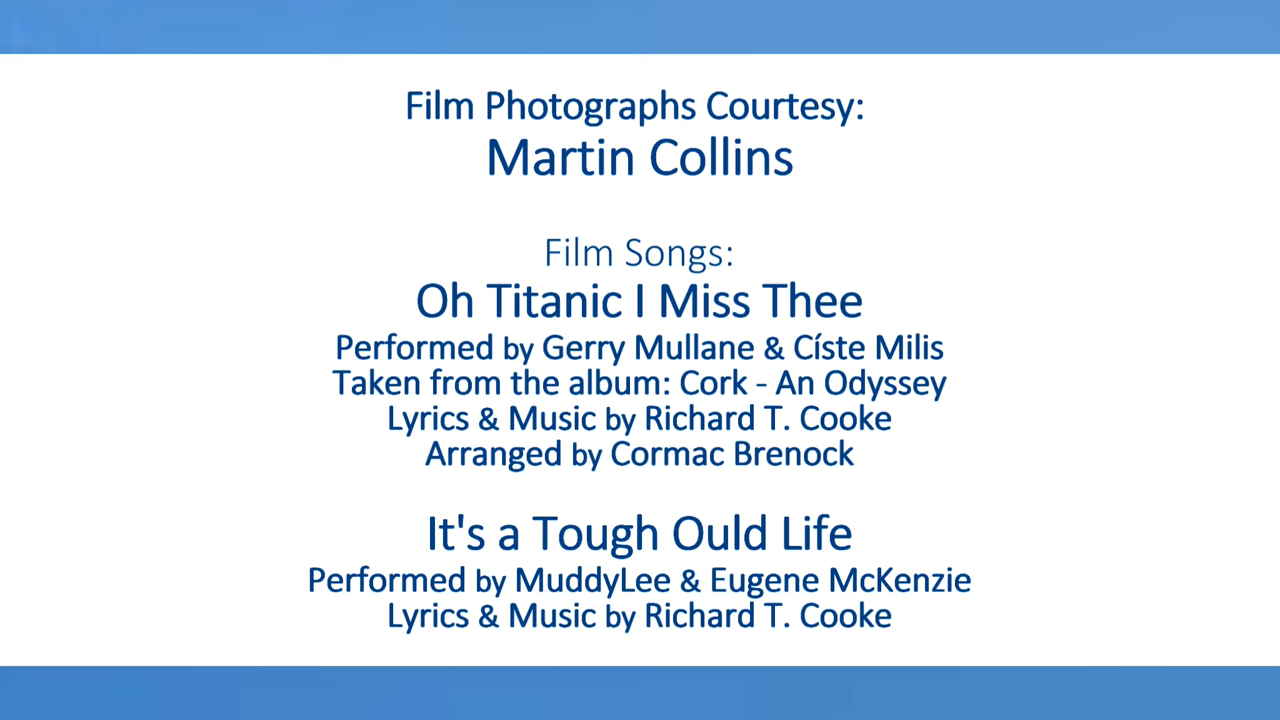 Film Photographs Courtesy:
Martin Collins
Film Songs:
Oh Titanic I Miss Thee
Performed by Gerry Mullane & Císte Milis
Taken from the album: Cork - An Odyssey
Lyrics & Music by Richard T. Cooke
Arranged by Cormac Brenock
It's a Tough Ould Life
Performed by MuddyLee & Eugene McKenzie
Lyrics & Music by Richard T. Cooke